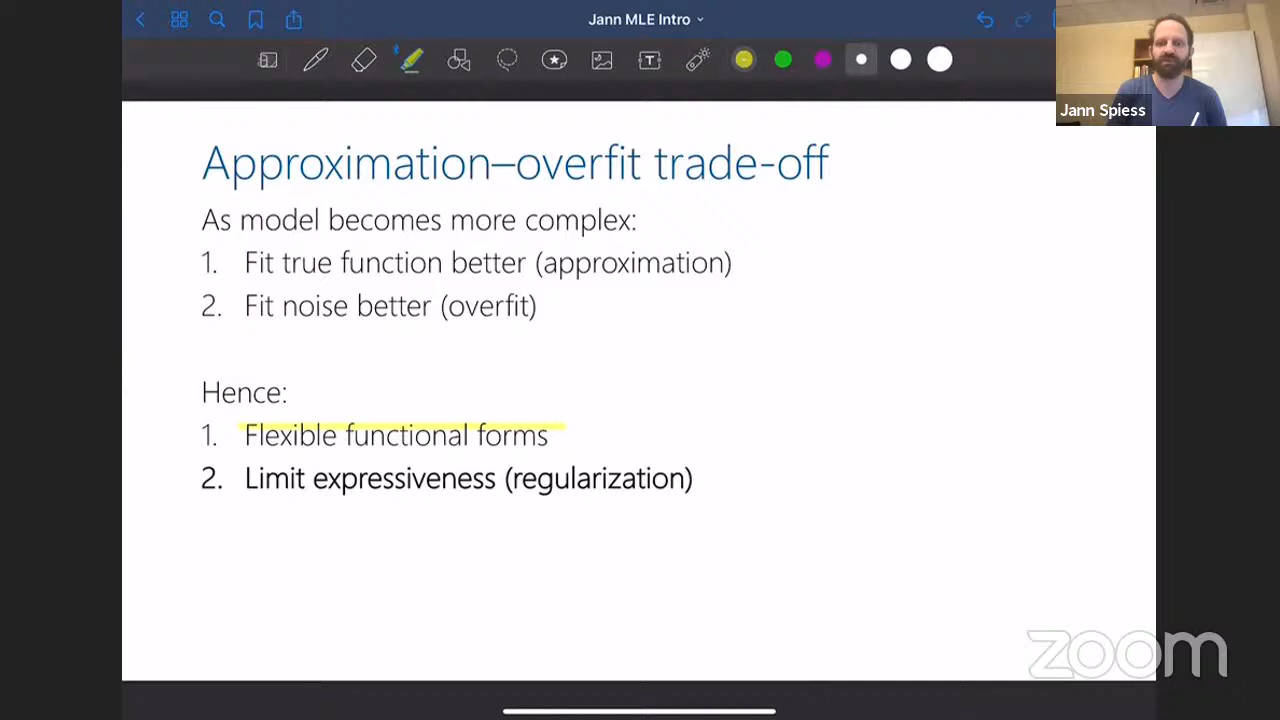 Jann MLE Intro
T
Jann Spiess
Approximation–overfit trade-off
As model becomes more complex:
1. Fit true function better (approximation)
2. Fit noise better (overfit)
Hence:
1. Flexible functional forms
2. Limit expressiveness (regularization)
zoom